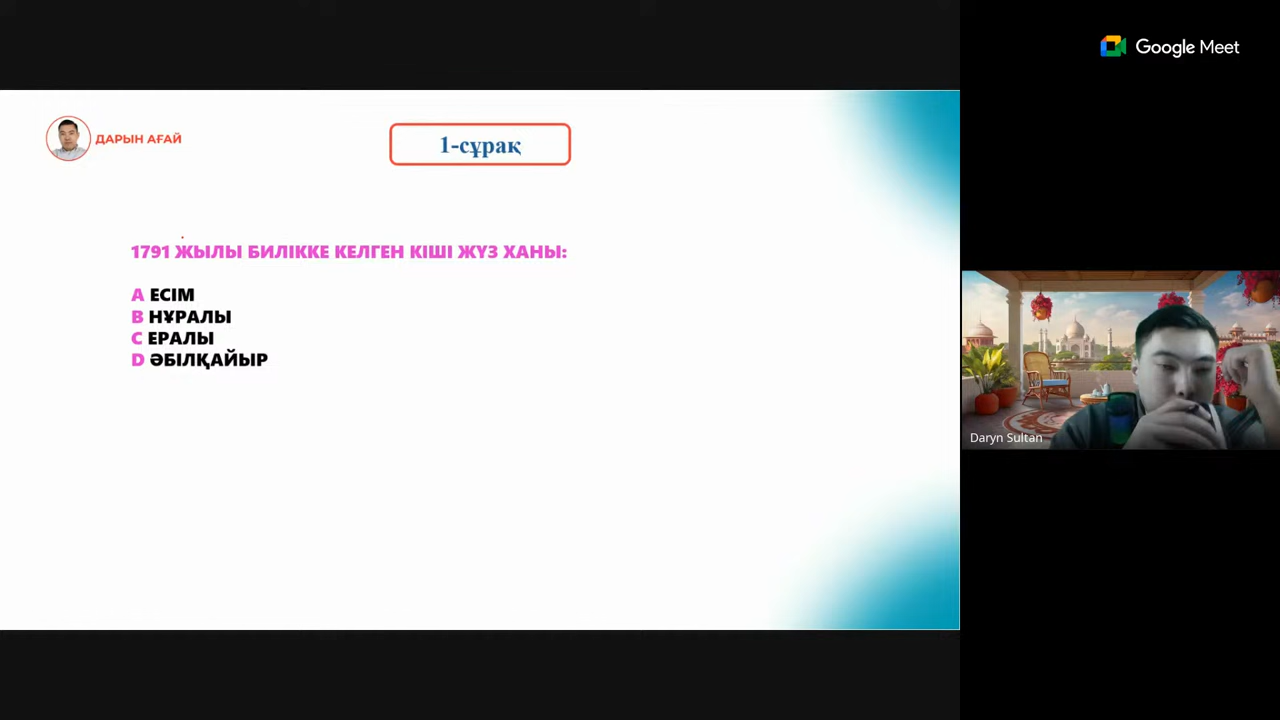 Google Meet
ДАРЫН АҒАЙ
1-сұрақ
1791 ЖЫЛЫ БИЛІККЕ КЕЛГЕН КІШІ ЖҮЗ ХАНЫ:
A ЕСІМ
B НҰРАЛЫ
C ЕРАЛЫ
D ӘБІЛҚАЙЫР
Daryn Sultan